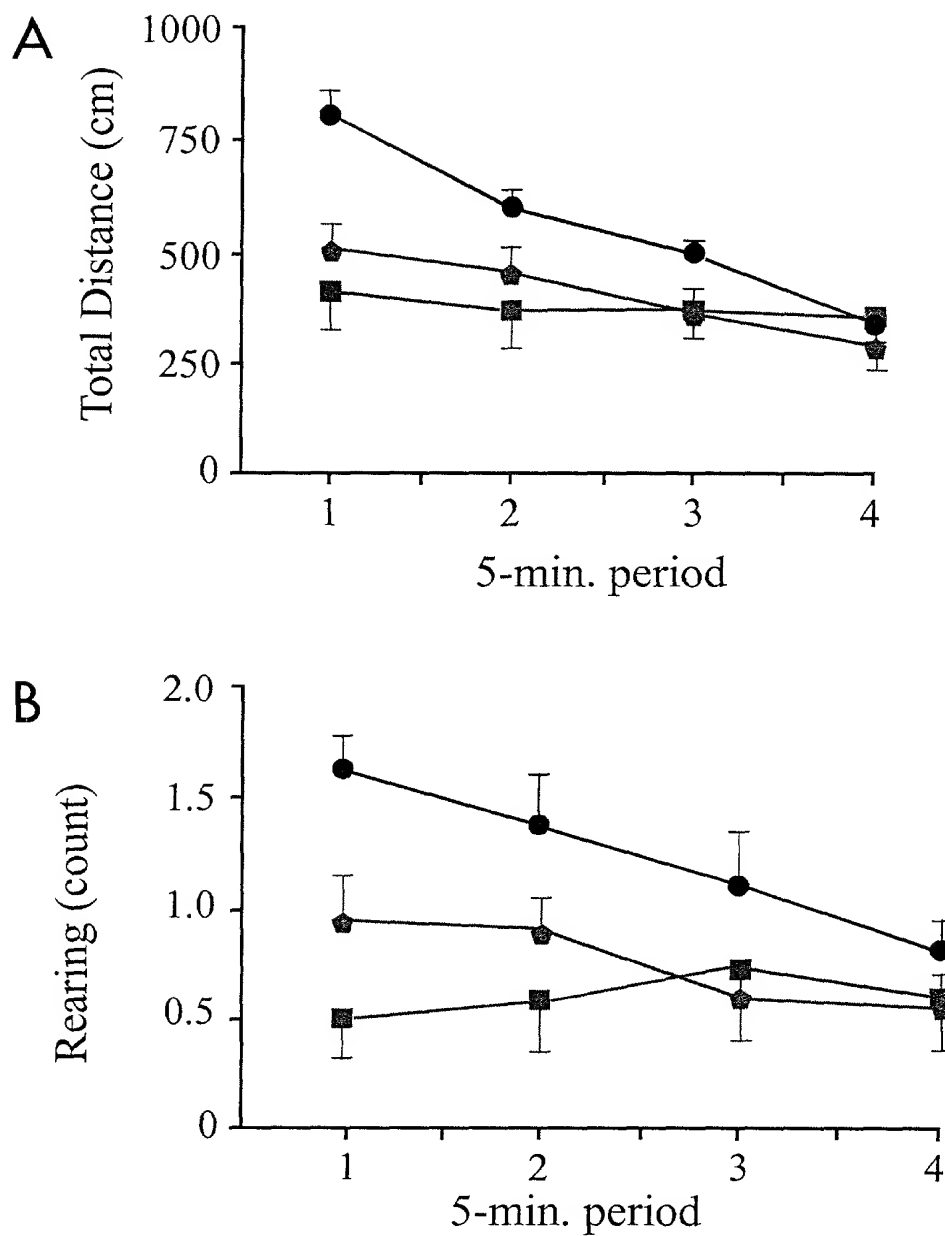 A
Total Distance (cm)
1000
750
500
250
0
1 2 3 4
5-min. period
B
Rearing (count)
2.0
1.5
1.0
0.5
0
1 2 3 4
5-min. period